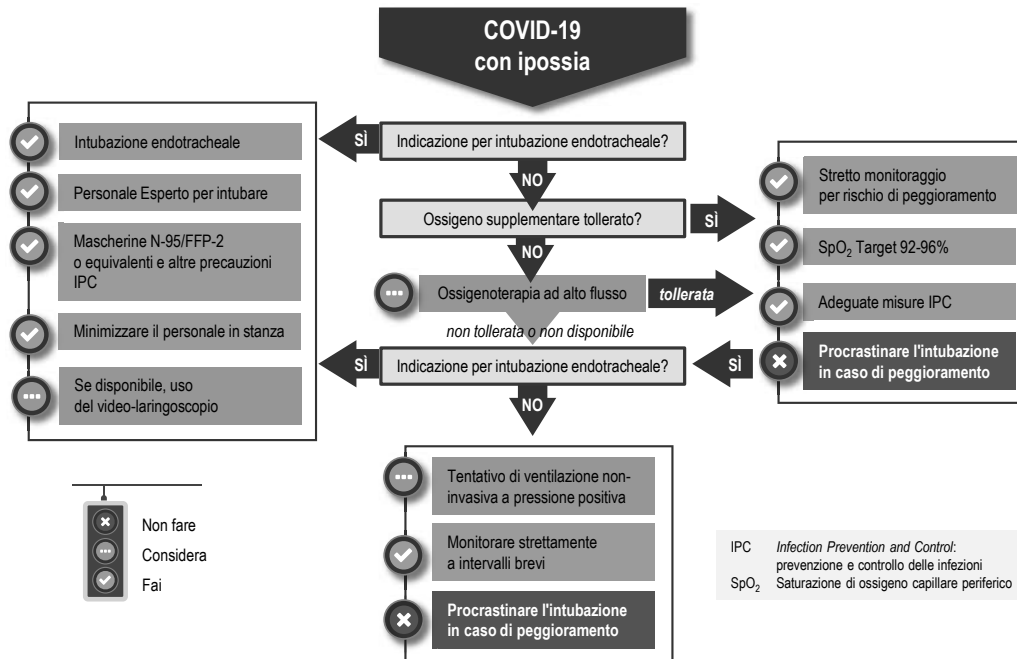 COVID-19
con ipossia
Indicazione per intubazione endotracheale?
SÌ
Intubazione endotracheale
Personale Esperto per intubare
Mascherine N-95/FFP-2
o equivalenti e altre precauzioni
IPC
Minimizzare il personale in stanza
Se disponibile, uso
del video-laringoscopio
NO
Ossigeno supplementare tollerato?
SÌ
Stretto monitoraggio
per rischio di peggioramento
SpO₂ Target 92-96%
Adeguate misure IPC
Procrastinare l'intubazione
in caso di peggioramento
NO
Ossigenoterapia ad alto flusso
tollerata
non tollerata o non disponibile
SÌ
Indicazione per intubazione endotracheale?
SÌ
NO
Tentativo di ventilazione non-
invasiva a pressione positiva
Monitorare strettamente
a intervalli brevi
Procrastinare l'intubazione
in caso di peggioramento
Non fare
Considera
Fai
IPC Infection Prevention and Control:
prevenzione e controllo delle infezioni
SpO₂ Saturazione di ossigeno capillare periferico